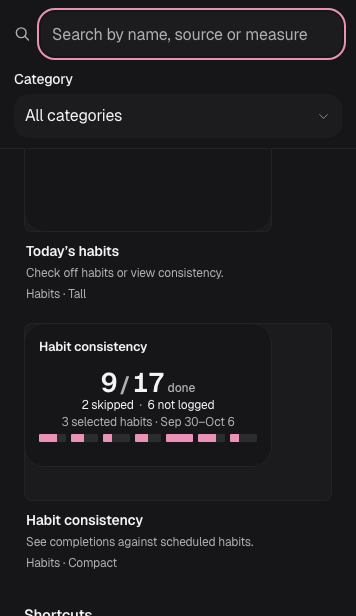 Search by name, source or measure
Category
All categories
Today's habits
Check off habits or view consistency.
Habits · Tall
Habit consistency
9/17 done
2 skipped · 6 not logged
3 selected habits · Sep 30–Oct 6
Habit consistency
See completions against scheduled habits.
Habits · Compact
Shortcuts